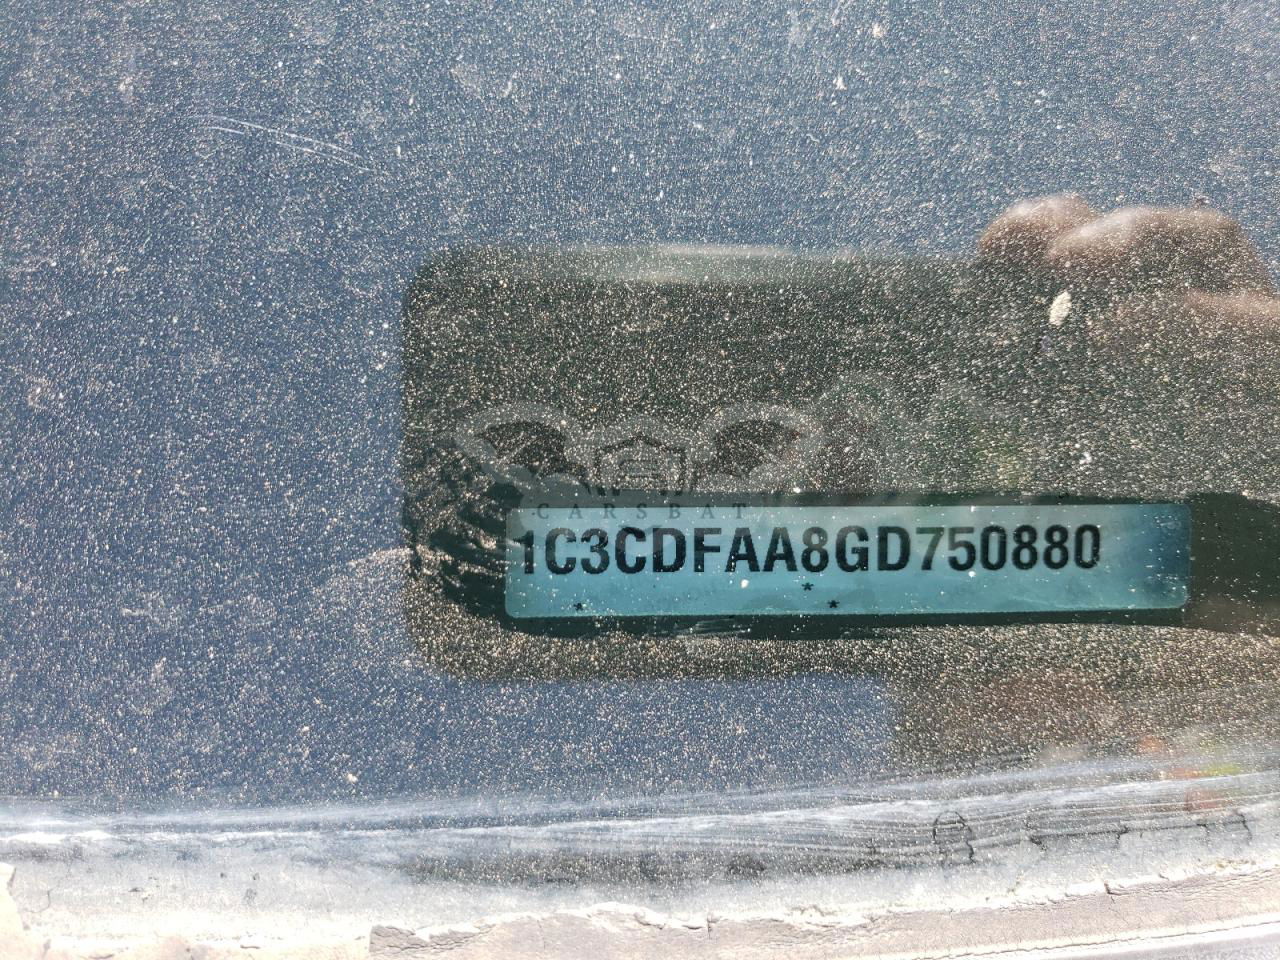 CARSBAT
1C3CDFAA8GD750880
* *
*